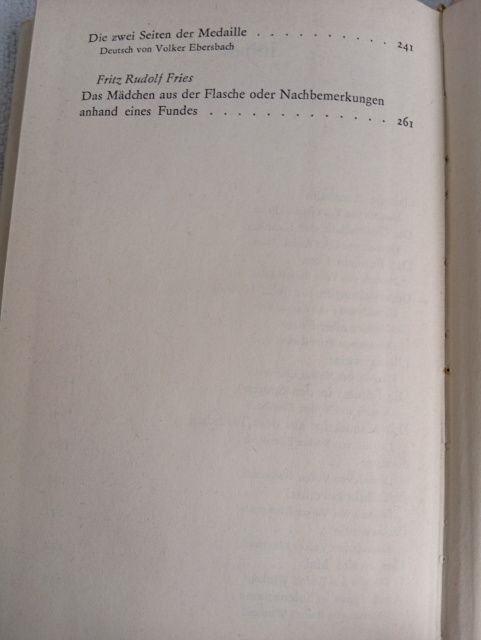 Die zwei Seiten der Medaille . . . . . . . . . . 241
Deutsch von Volker Ebersbach
Fritz Rudolf Fries
Das Mädchen aus der Flasche oder Nachbemerkungen
anhand eines Fundes . . . . . . . . . . . . . 261